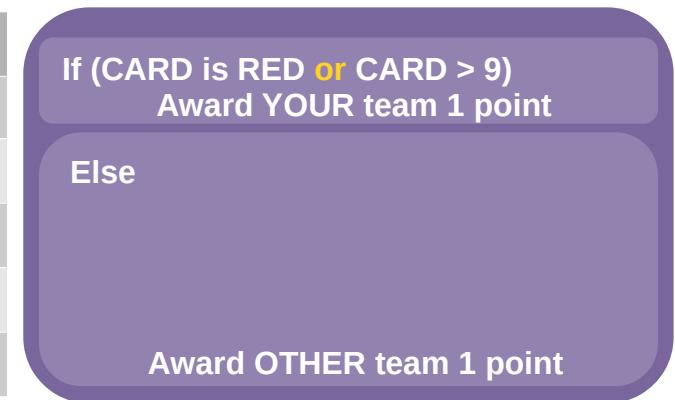 If (CARD is RED or CARD > 9)
Award YOUR team 1 point
Else
Award OTHER team 1 point